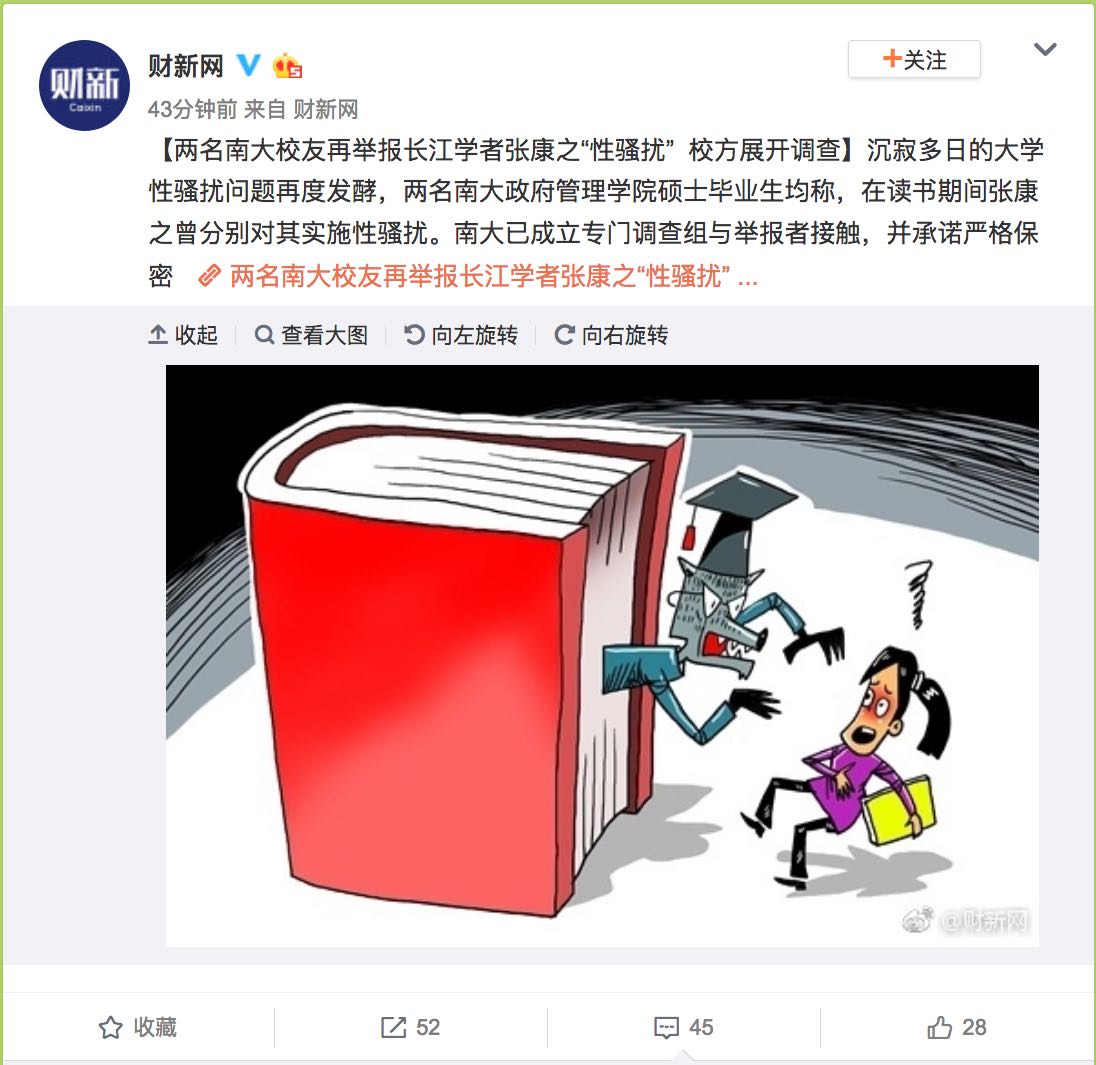 财新
Caixin
财新网
5
+关注
43分钟前 来自 财新网
【两名南大校友再举报长江学者张康之“性骚扰” 校方展开调查】沉寂多日的大学
性骚扰问题再度发酵，两名南大政府管理学院硕士毕业生均称，在读书期间张康
之曾分别对其实施性骚扰。南大已成立专门调查组与举报者接触，并承诺严格保
密 两名南大校友再举报长江学者张康之“性骚扰” ...
收起 查看大图 向左旋转 向右旋转
@财新网
收藏 52 45 28